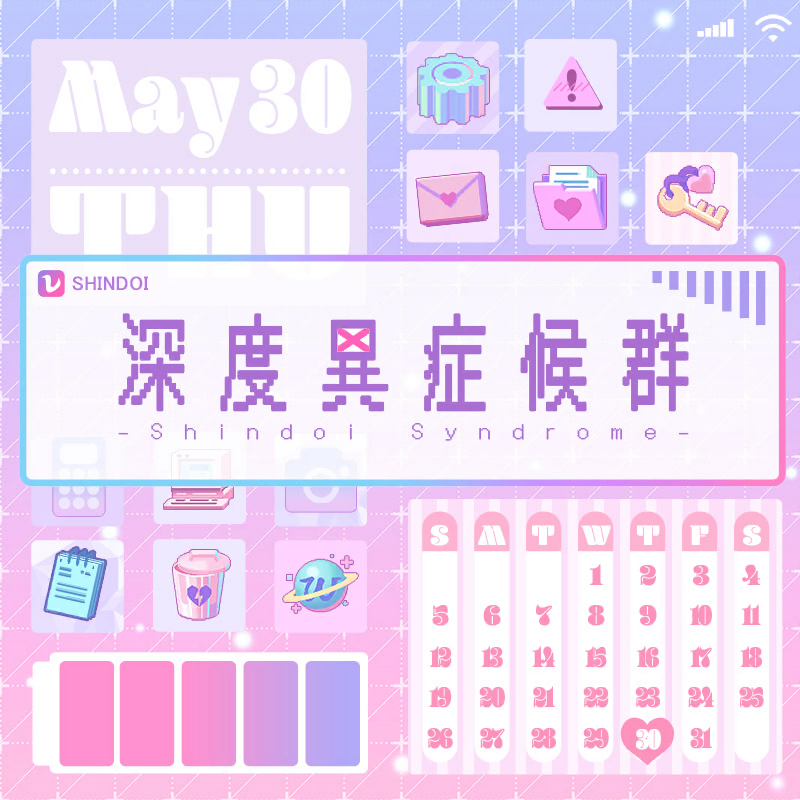 May 30
THU
SHINDOI
深度異症候群
- Shindoi Syndrome -
S M T W T F S
1 2 3 4
5 6 7 8 9 10 11
12 13 14 15 16 17 18
19 20 21 22 23 24 25
26 27 28 29 30 31